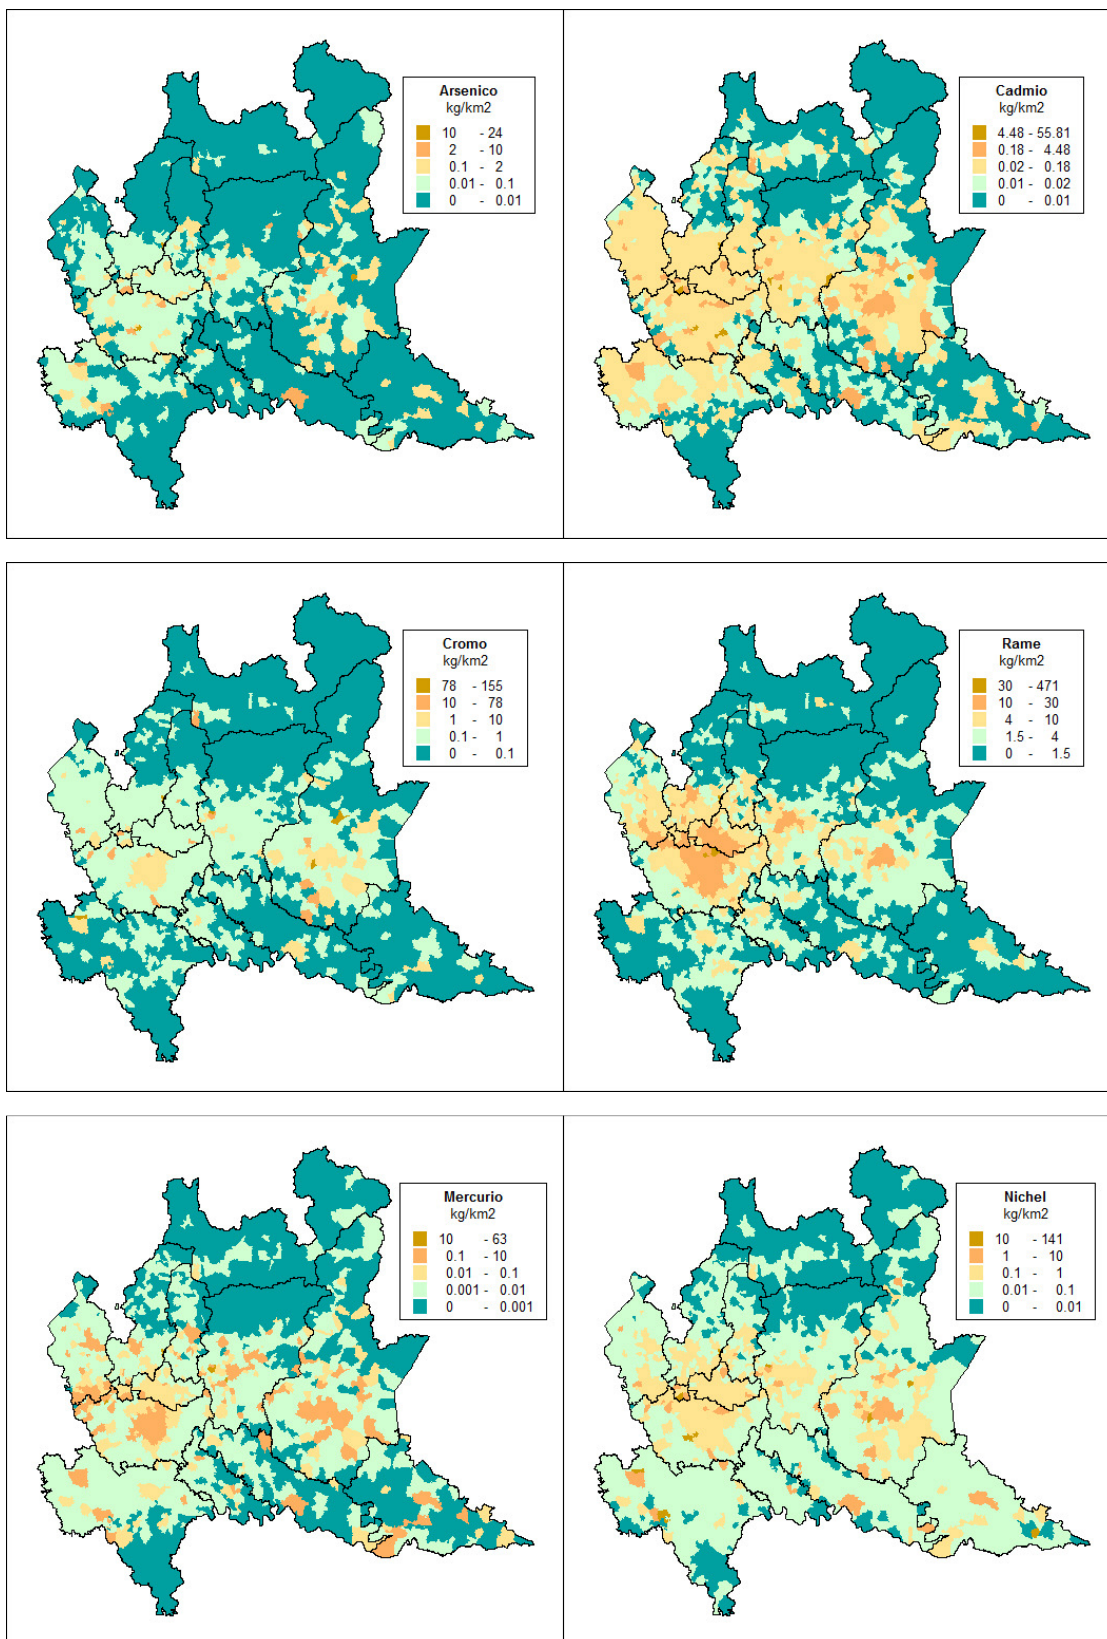 Arsenico
kg/km2
10 - 24
2 - 10
0.1 - 2
0.01 - 0.1
0 - 0.01
Cadmio
kg/km2
4.48 - 55.81
0.18 - 4.48
0.02 - 0.18
0.01 - 0.02
0 - 0.01
Cromo
kg/km2
78 - 155
10 - 78
1 - 10
0.1 - 1
0 - 0.1
Rame
kg/km2
30 - 471
10 - 30
4 - 10
1.5 - 4
0 - 1.5
Mercurio
kg/km2
10 - 63
0.1 - 10
0.01 - 0.1
0.001 - 0.01
0 - 0.001
Nichel
kg/km2
10 - 141
1 - 10
0.1 - 1
0.01 - 0.1
0 - 0.01